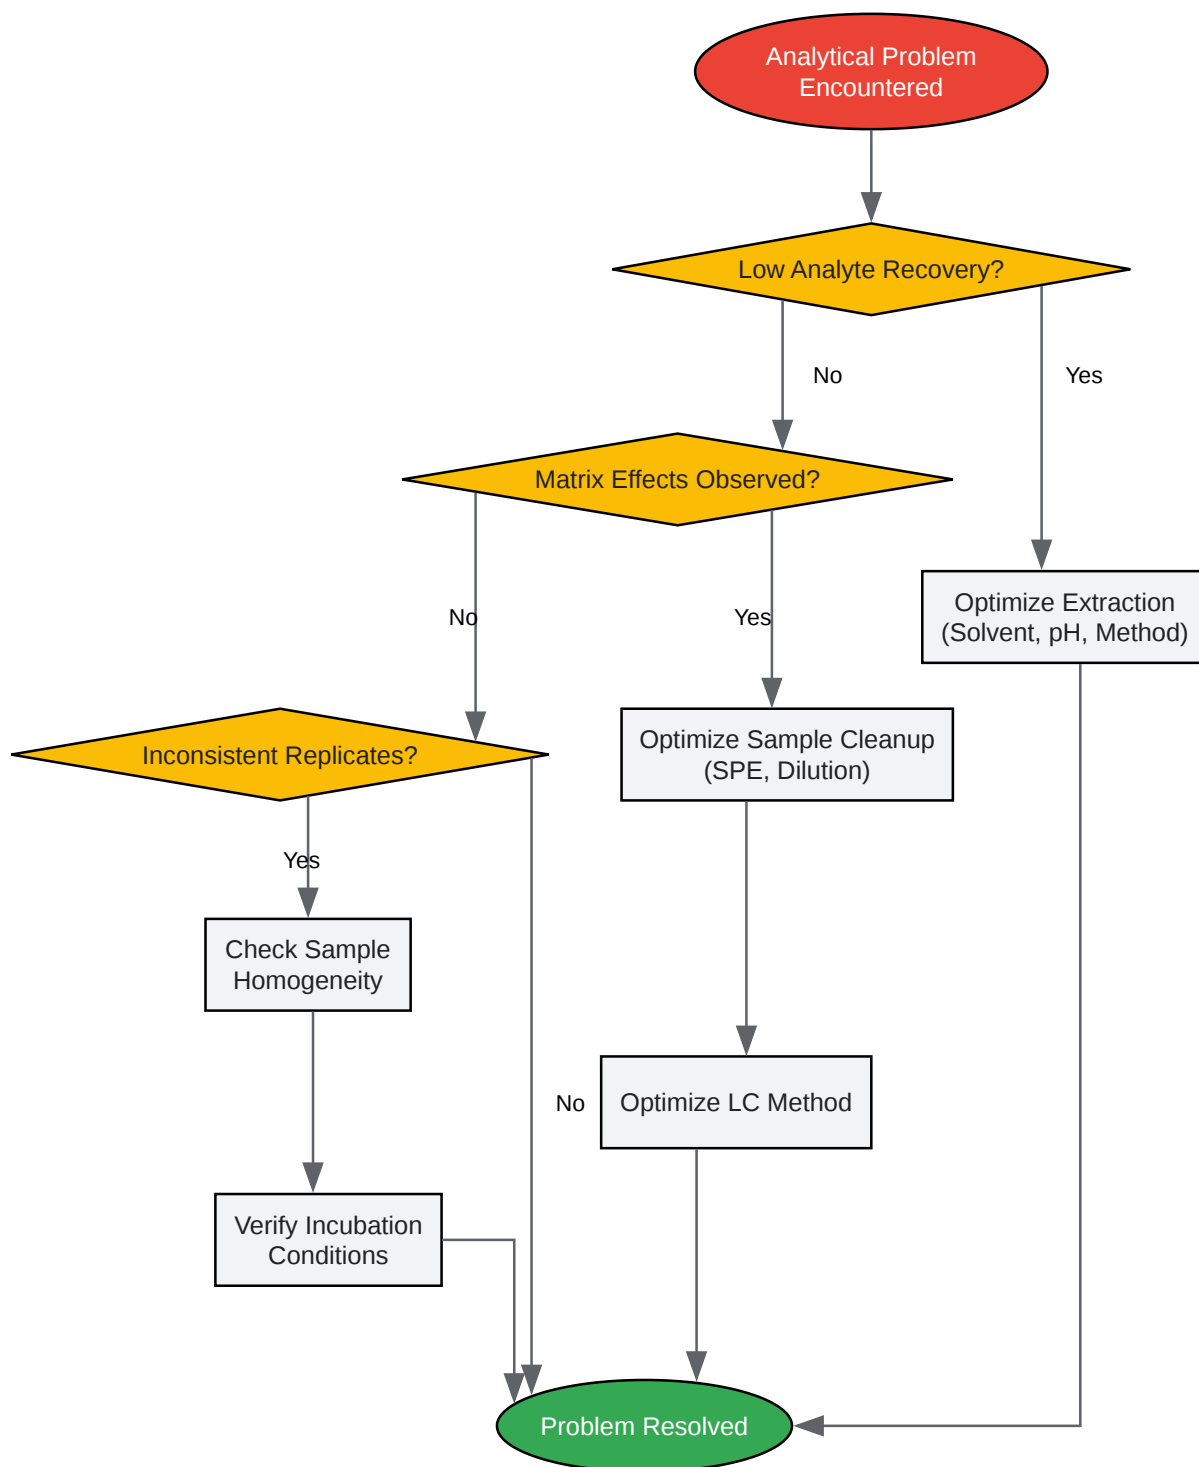 Analytical Problem
Encountered
Low Analyte Recovery?
No
Yes
Matrix Effects Observed?
No
Yes
Optimize Extraction
(Solvent, pH, Method)
Inconsistent Replicates?
Optimize Sample Cleanup
(SPE, Dilution)
Yes
Check Sample
Homogeneity
No
Optimize LC Method
Verify Incubation
Conditions
Problem Resolved